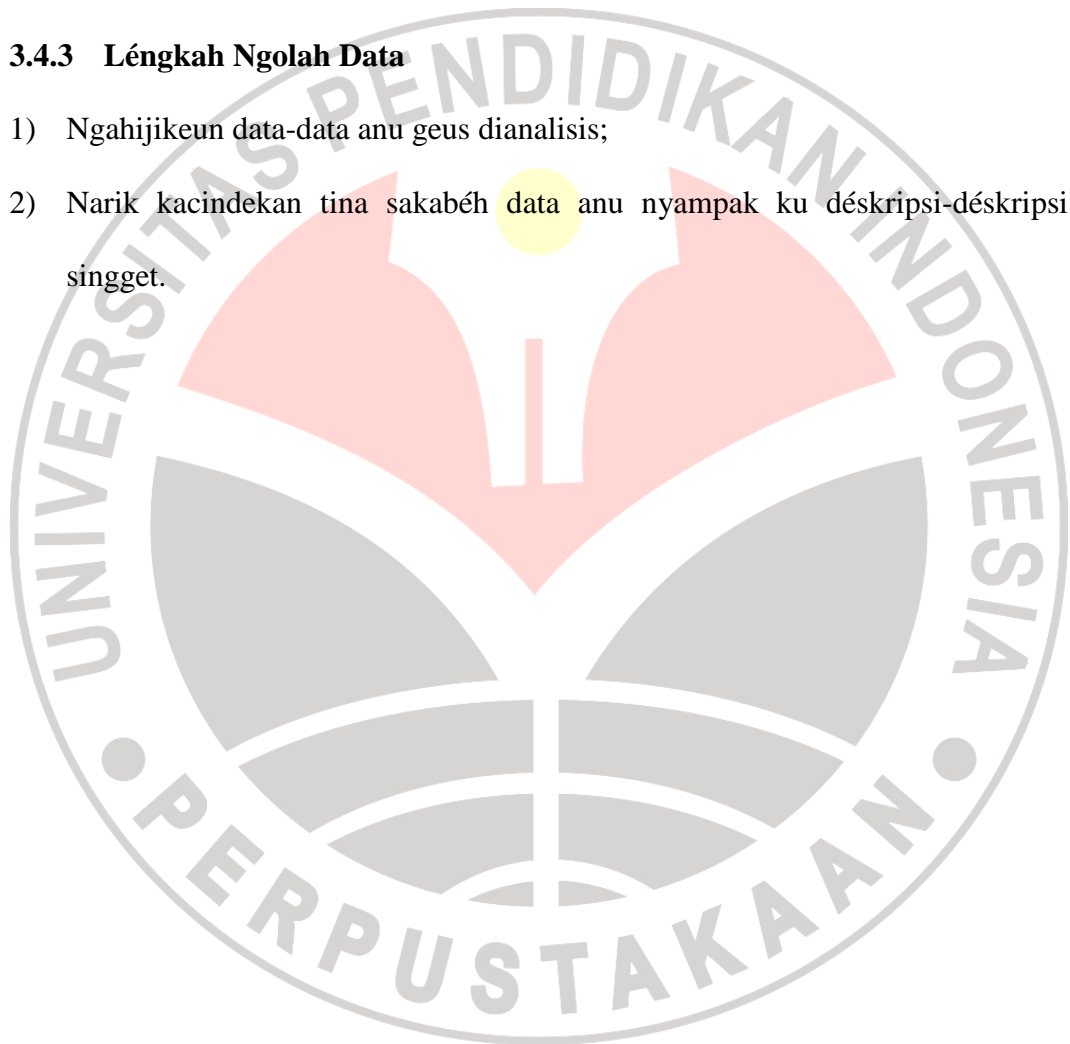 3.4.3 Léngkah Ngolah Data
1) Ngahijikeun data-data anu geus dianalisis;
2) Narik kacindekan tina sakabéh data anu nyampak ku déskripsi-déskripsi
singget.
UNIVERSITAS PENDIDIKAN INDONESIA
PERPUSTAKAAN